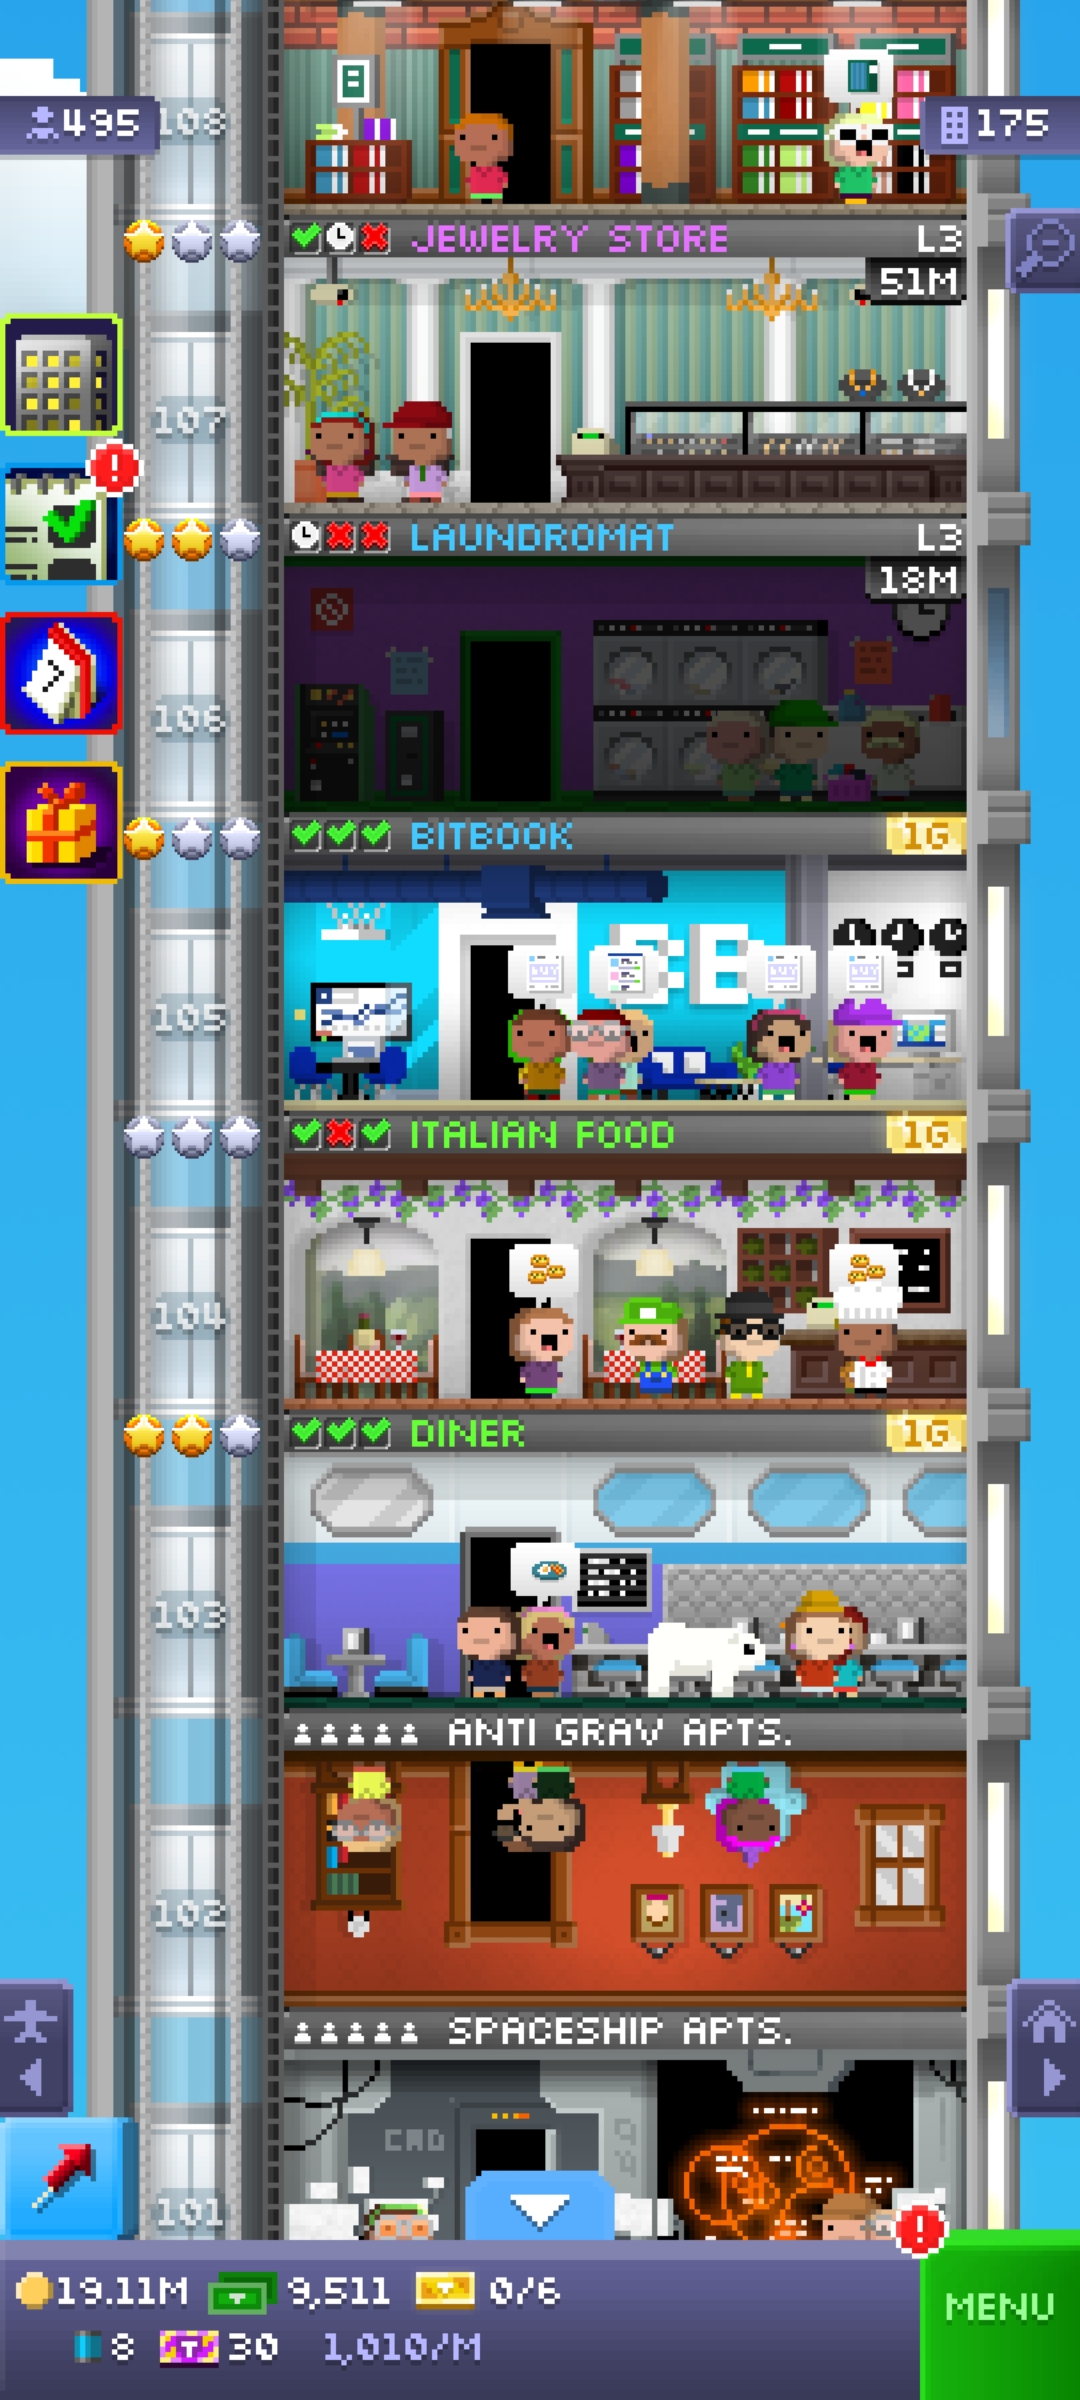 495
108
175
JEWELRY STORE
L3
51M
107
LAUNDROMAT
L3
18M
106
BITBOOK
1G
105
ITALIAN FOOD
1G
104
DINER
1G
103
ANTI GRAV APTS.
102
SPACESHIP APTS.
CMD
101
19.11M
9,511
0/6
MENU
8
T
30
1,010/M